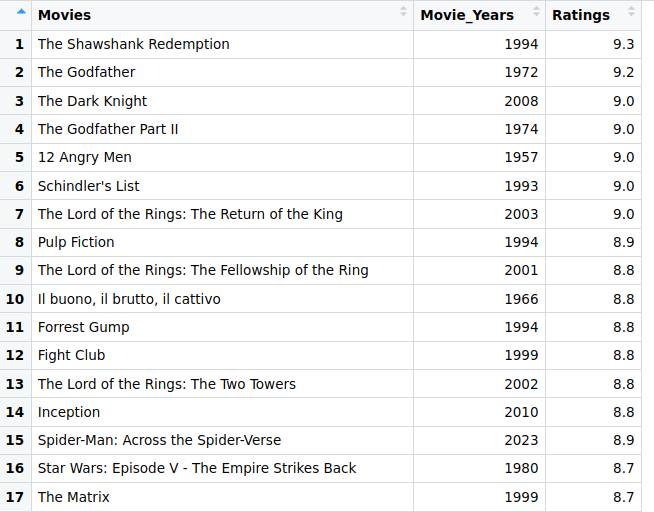 Movies Movie_Years Ratings
1 The Shawshank Redemption 1994 9.3
2 The Godfather 1972 9.2
3 The Dark Knight 2008 9.0
4 The Godfather Part II 1974 9.0
5 12 Angry Men 1957 9.0
6 Schindler's List 1993 9.0
7 The Lord of the Rings: The Return of the King 2003 9.0
8 Pulp Fiction 1994 8.9
9 The Lord of the Rings: The Fellowship of the Ring 2001 8.8
10 Il buono, il brutto, il cattivo 1966 8.8
11 Forrest Gump 1994 8.8
12 Fight Club 1999 8.8
13 The Lord of the Rings: The Two Towers 2002 8.8
14 Inception 2010 8.8
15 Spider-Man: Across the Spider-Verse 2023 8.9
16 Star Wars: Episode V - The Empire Strikes Back 1980 8.7
17 The Matrix 1999 8.7